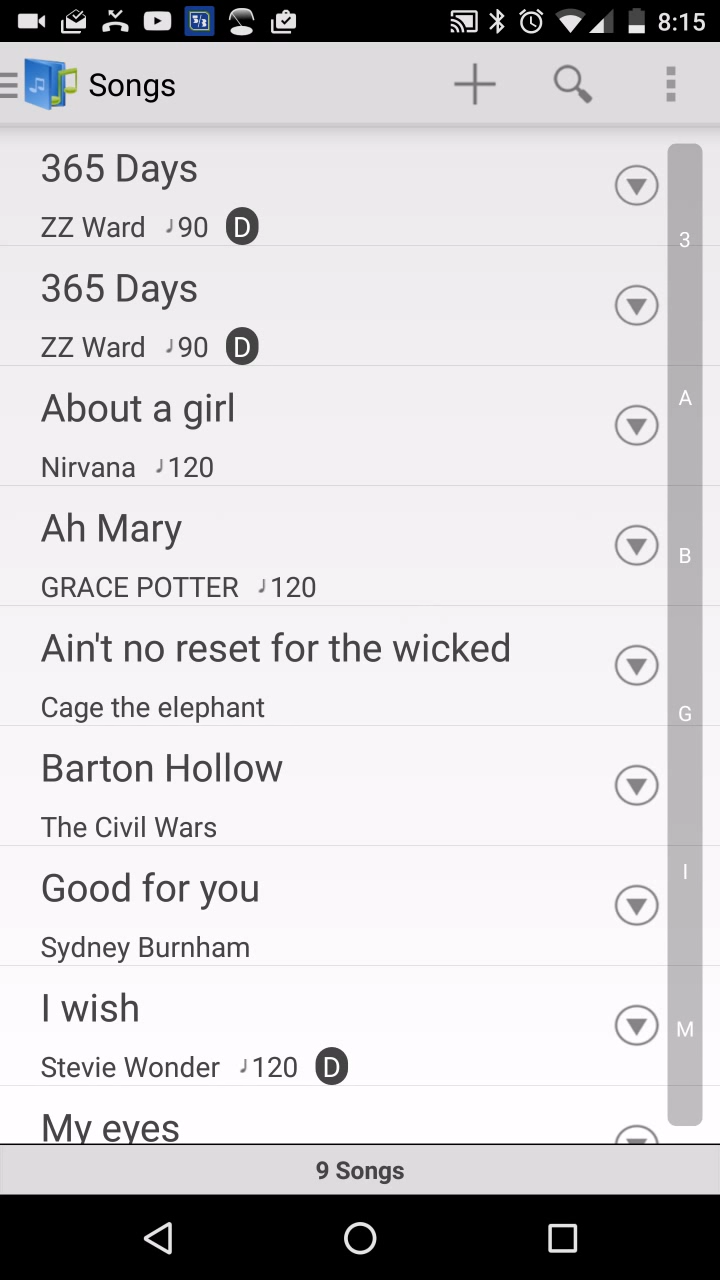 8:15
Songs
365 Days
ZZ Ward ♩90 D
365 Days
ZZ Ward ♩90 D
About a girl
Nirvana ♩120
Ah Mary
GRACE POTTER ♩120
Ain't no reset for the wicked
Cage the elephant
Barton Hollow
The Civil Wars
Good for you
Sydney Burnham
I wish
Stevie Wonder ♩120 D
My eyes
3
A
B
G
I
M
9 Songs